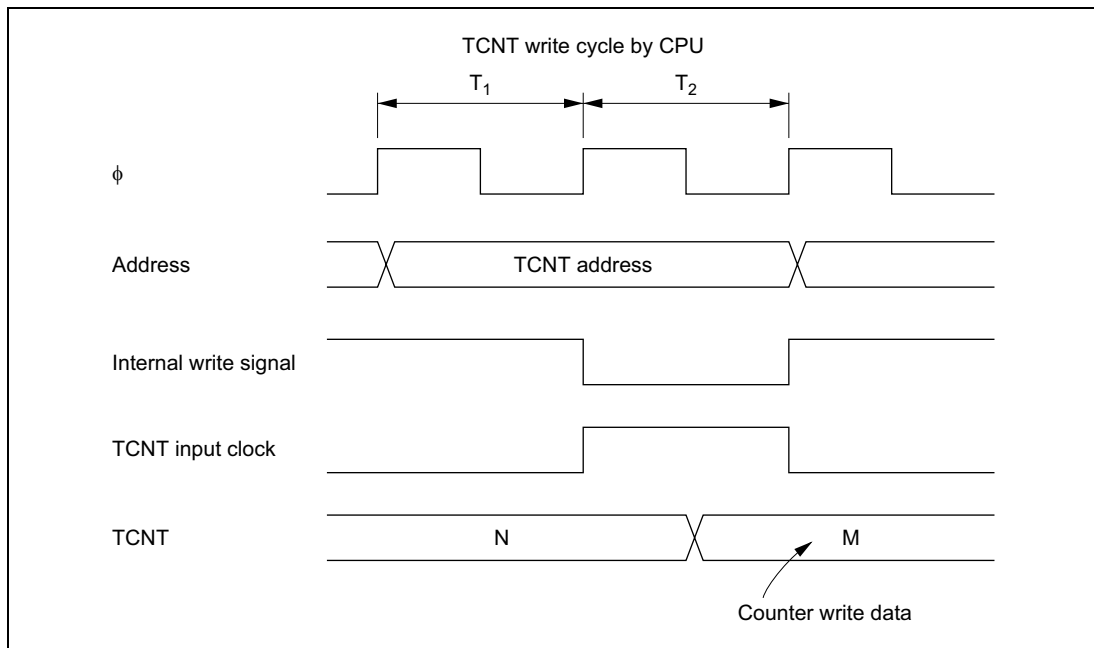 TCNT write cycle by CPU
T1 T2
ϕ
Address TCNT address
Internal write signal
TCNT input clock
TCNT N M
Counter write data